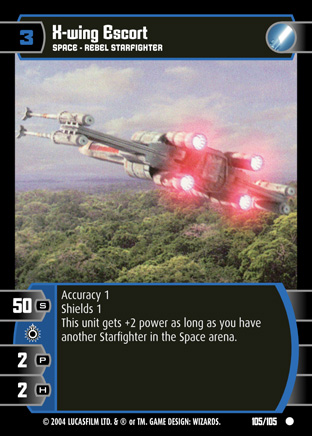 3
X-wing Escort
SPACE - REBEL STARFIGHTER
50 S
Accuracy 1
Shields 1
This unit gets +2 power as long as you have
another Starfighter in the Space arena.
2 P
2 H
© 2004 LUCASFILM LTD. & ® or TM. GAME DESIGN: WIZARDS.
105/105